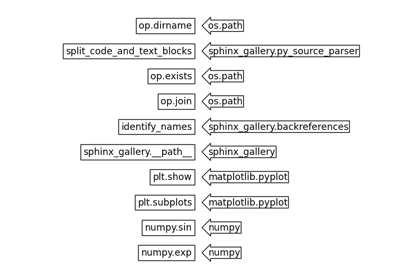 op.dirname os.path
split_code_and_text_blocks sphinx_gallery.py_source_parser
op.exists os.path
op.join os.path
identify_names sphinx_gallery.backreferences
sphinx_gallery.__path__ sphinx_gallery
plt.show matplotlib.pyplot
plt.subplots matplotlib.pyplot
numpy.sin numpy
numpy.exp numpy